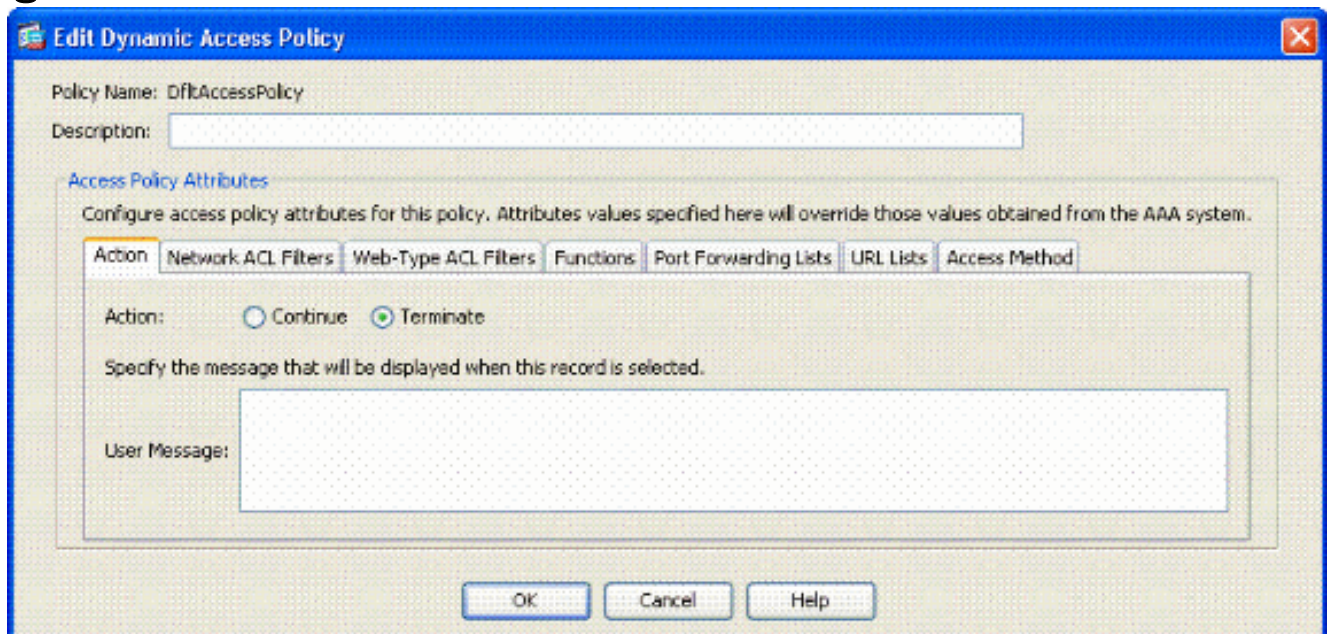 Edit Dynamic Access Policy
Policy Name: DfltAccessPolicy
Description:
Access Policy Attributes
Configure access policy attributes for this policy. Attributes values specified here will override those values obtained from the AAA system.
Action Network ACL Filters Web-Type ACL Filters Functions Port Forwarding Lists URL Lists Access Method
Action: Continue Terminate
Specify the message that will be displayed when this record is selected.
User Message:
OK Cancel Help